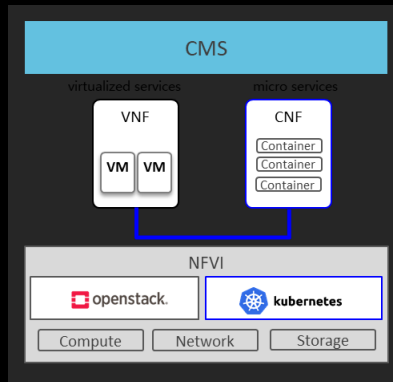 CMS
virtualized services
micro services
VNF
VM VM
CNF
Container
Container
Container
NFVI
openstack.
kubernetes
Compute
Network
Storage